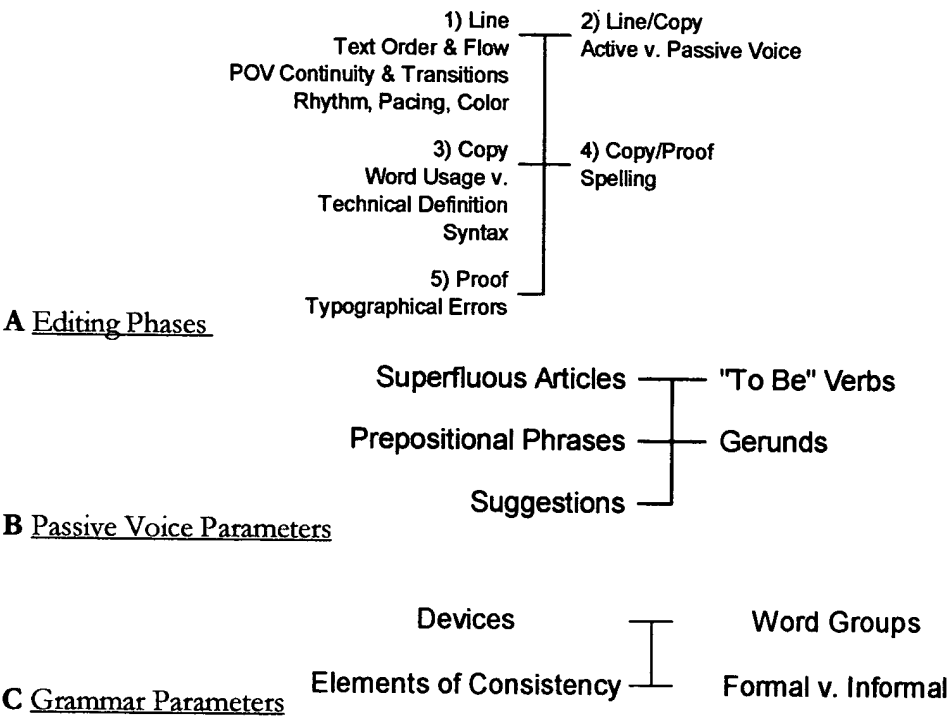 1) Line
Text Order & Flow
POV Continuity & Transitions
Rhythm, Pacing, Color
2) Line/Copy
Active v. Passive Voice
3) Copy
Word Usage v.
Technical Definition
Syntax
4) Copy/Proof
Spelling
5) Proof
Typographical Errors
A Editing Phases
Superfluous Articles
"To Be" Verbs
Prepositional Phrases
Gerunds
Suggestions
B Passive Voice Parameters
Devices
Word Groups
Elements of Consistency
Formal v. Informal
C Grammar Parameters